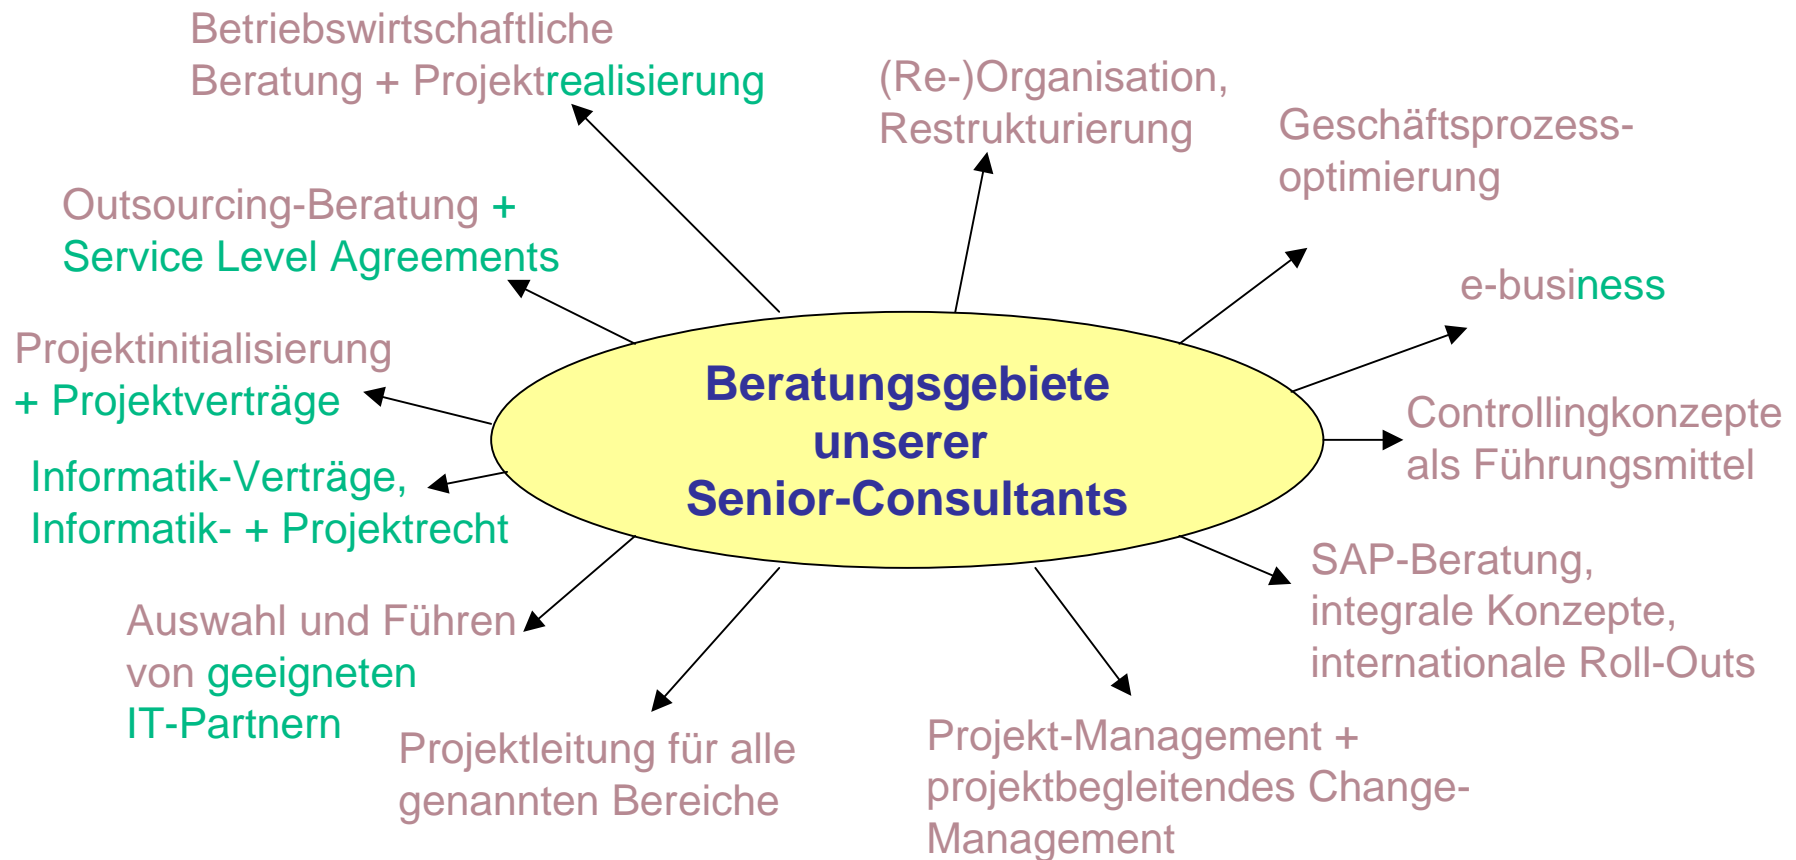 Betriebswirtschaftliche
Beratung + Projektrealisierung
(Re-)Organisation,
Restrukturierung
Geschäftsprozess-
optimierung
Outsourcing-Beratung +
Service Level Agreements
e-business
Projektinitialisierung
+ Projektverträge
Beratungsgebiete
unserer
Senior-Consultants
Controllingkonzepte
als Führungsmittel
Informatik-Verträge,
Informatik- + Projektrecht
SAP-Beratung,
integrale Konzepte,
internationale Roll-Outs
Auswahl und Führen
von geeigneten
IT-Partnern
Projektleitung für alle
genannten Bereiche
Projekt-Management +
projektbegleitendes Change-
Management